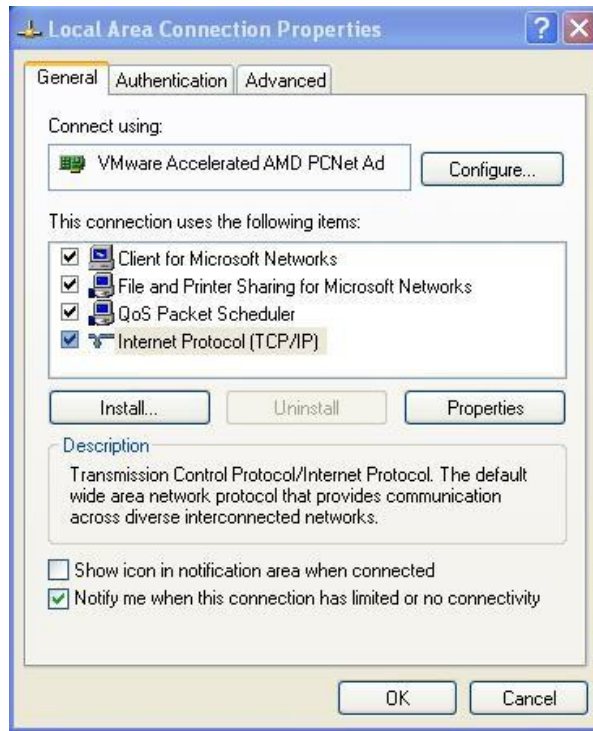 Local Area Connection Properties
General Authentication Advanced
Connect using:
VMware Accelerated AMD PCNet Ad
Configure...
This connection uses the following items:
Client for Microsoft Networks
File and Printer Sharing for Microsoft Networks
QoS Packet Scheduler
Internet Protocol (TCP/IP)
Install... Uninstall Properties
Description
Transmission Control Protocol/Internet Protocol. The default
wide area network protocol that provides communication
across diverse interconnected networks.
Show icon in notification area when connected
Notify me when this connection has limited or no connectivity
OK Cancel